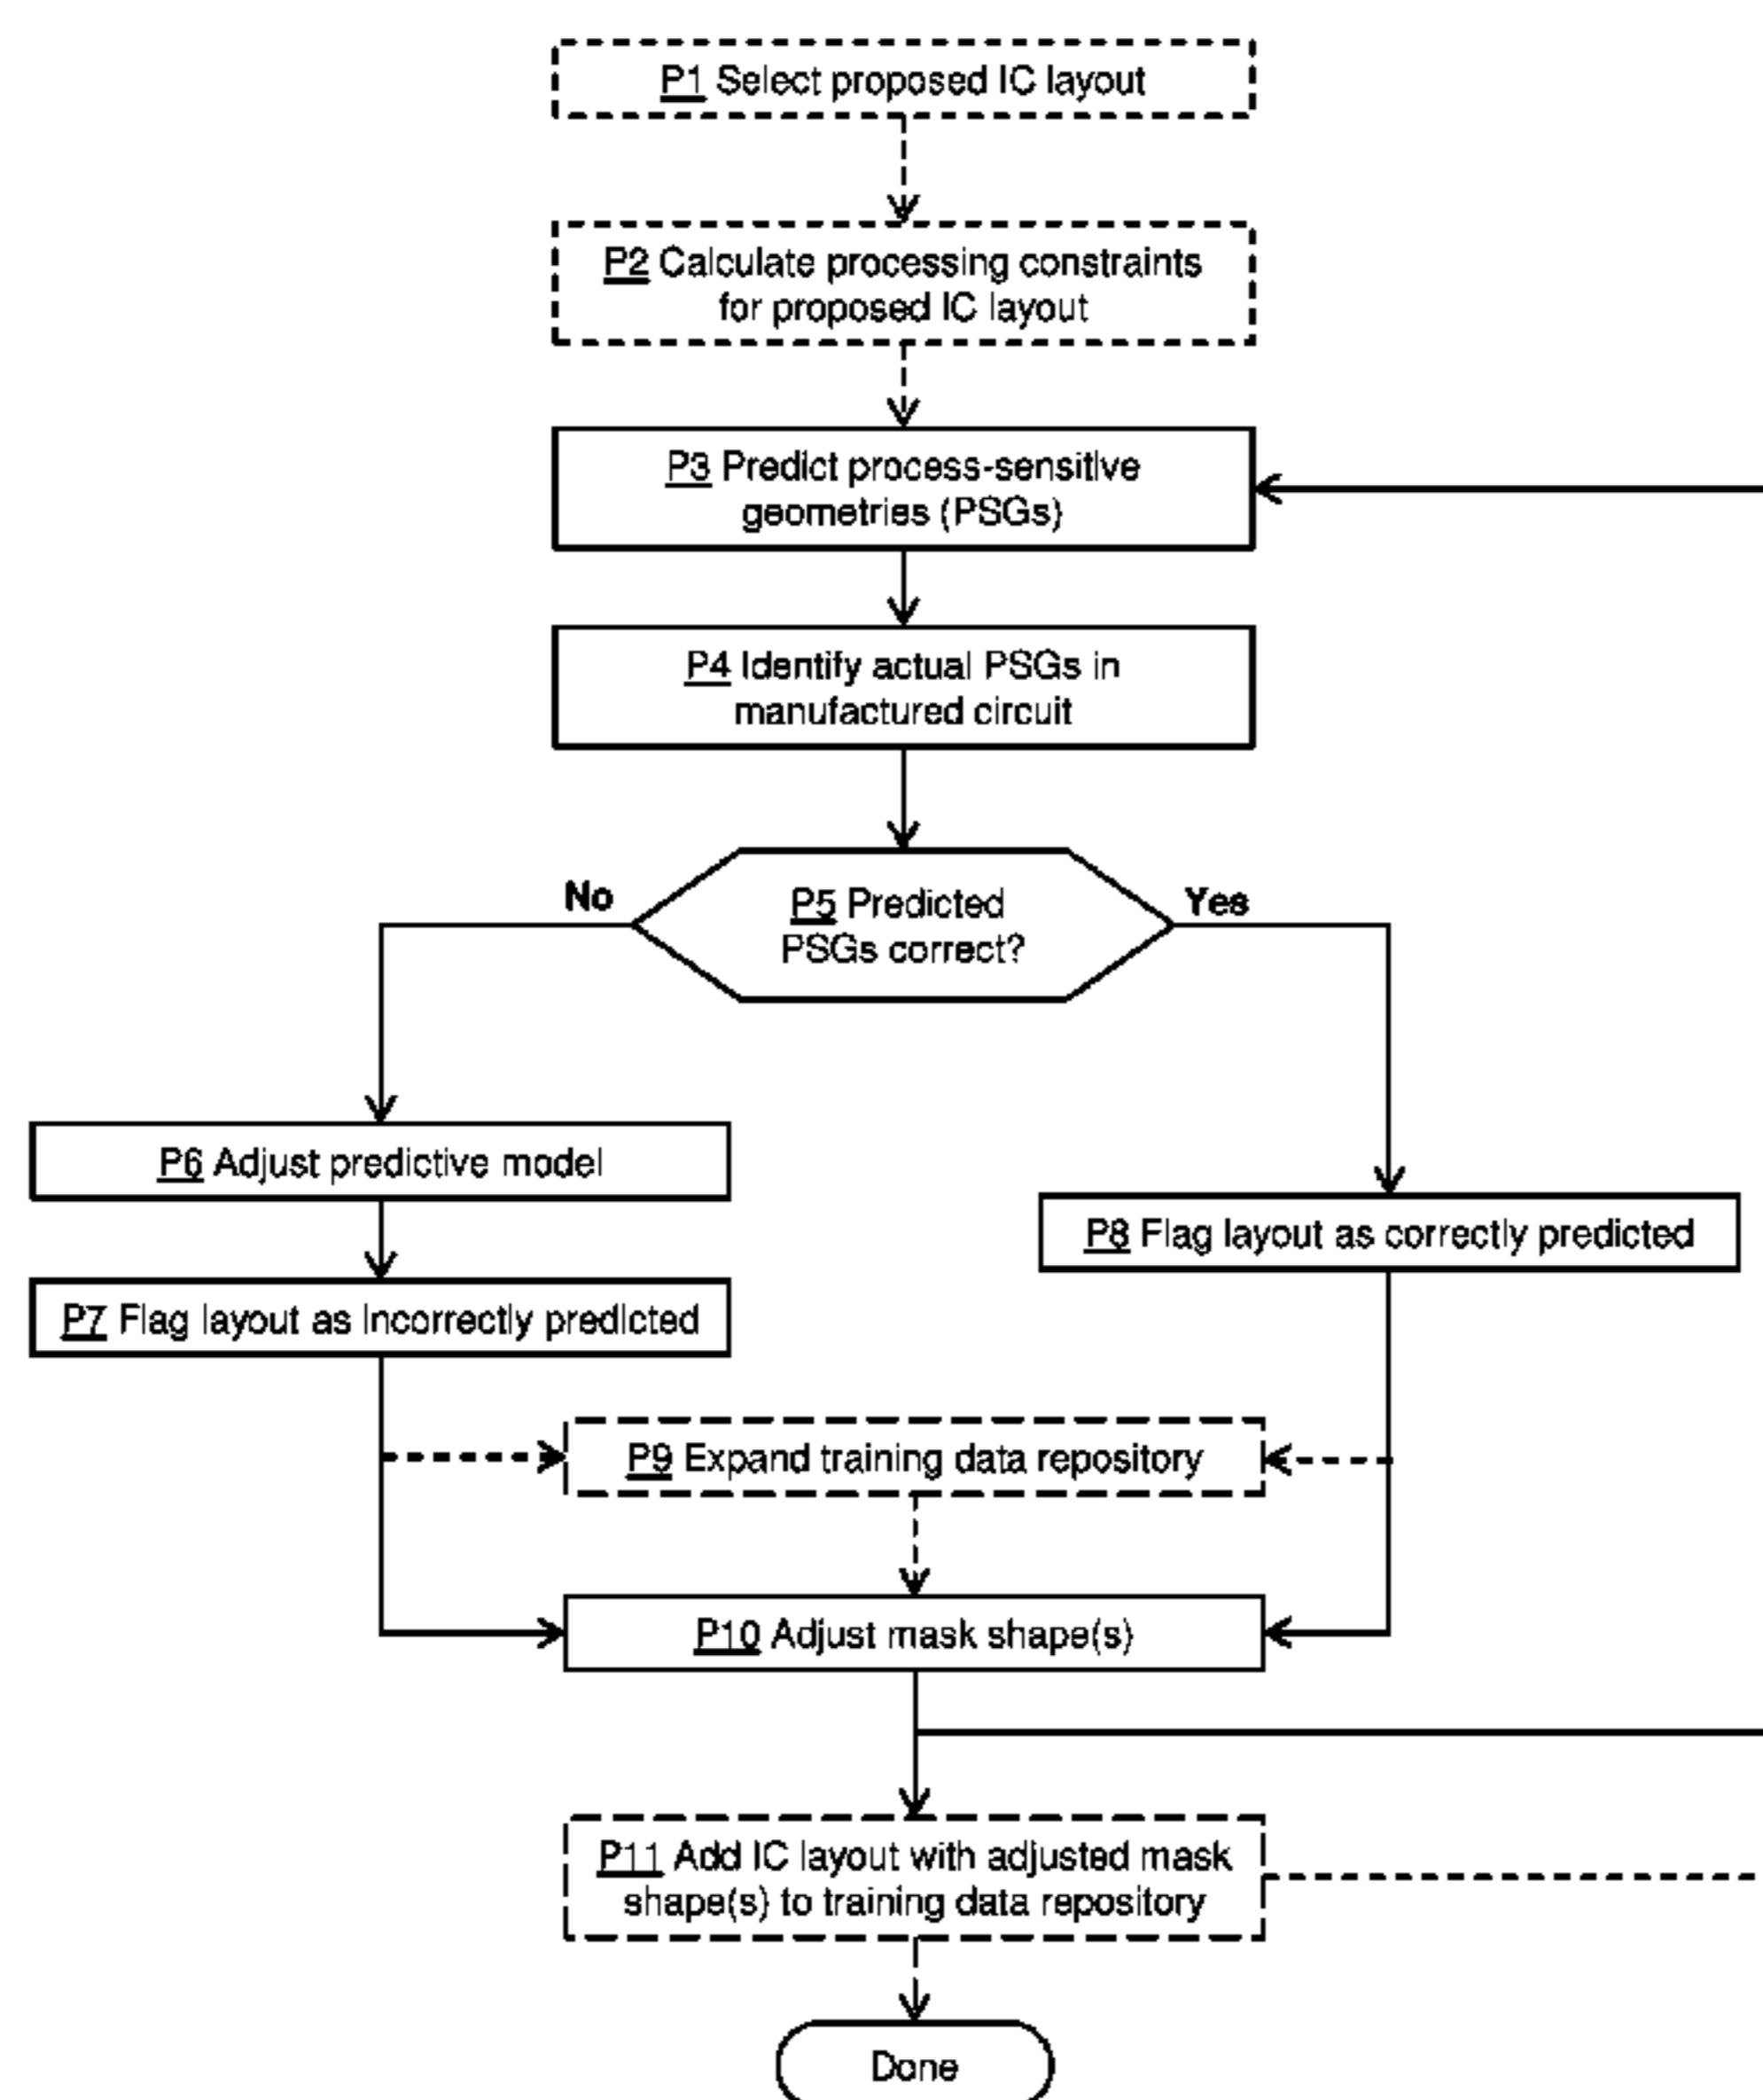 P1 Select proposed IC layout
P2 Calculate processing constraints
for proposed IC layout
P3 Predict process-sensitive
geometries (PSGs)
P4 Identify actual PSGs in
manufactured circuit
No
P5 Predicted
PSGs correct?
Yes
P6 Adjust predictive model
P8 Flag layout as correctly predicted
P7 Flag layout as incorrectly predicted
P9 Expand training data repository
P10 Adjust mask shape(s)
P11 Add IC layout with adjusted mask
shape(s) to training data repository
Done